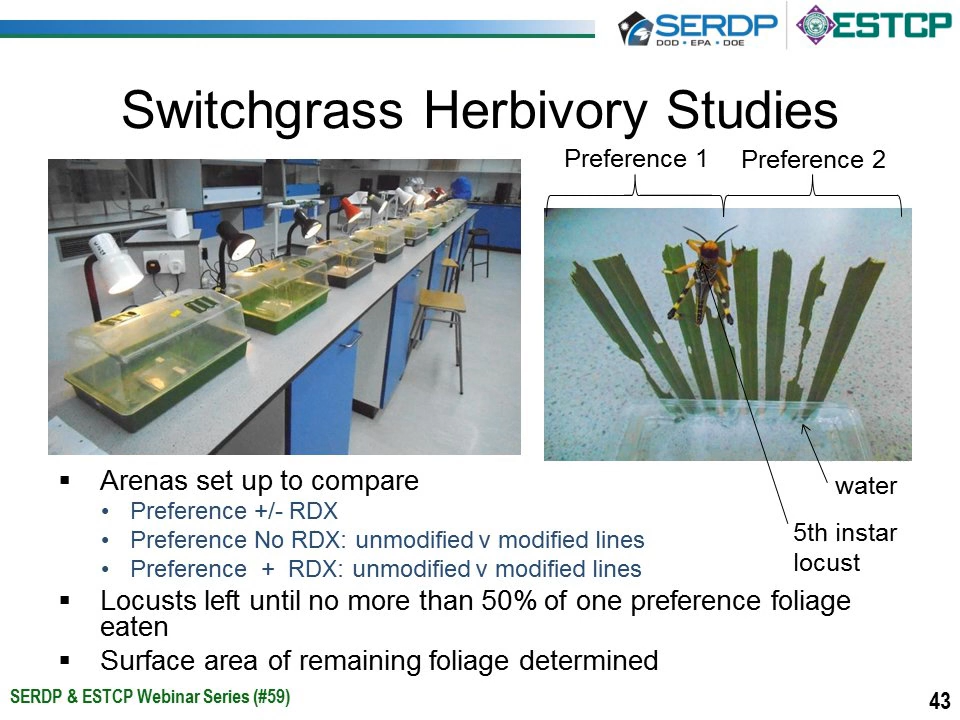 SERDP
DOD • EPA • DOE
ESTCP
Switchgrass Herbivory Studies
Preference 1
Preference 2
water
5th instar
locust
▪ Arenas set up to compare
• Preference +/- RDX
• Preference No RDX: unmodified v modified lines
• Preference + RDX: unmodified v modified lines
▪ Locusts left until no more than 50% of one preference foliage
eaten
▪ Surface area of remaining foliage determined
SERDP & ESTCP Webinar Series (#59)
43